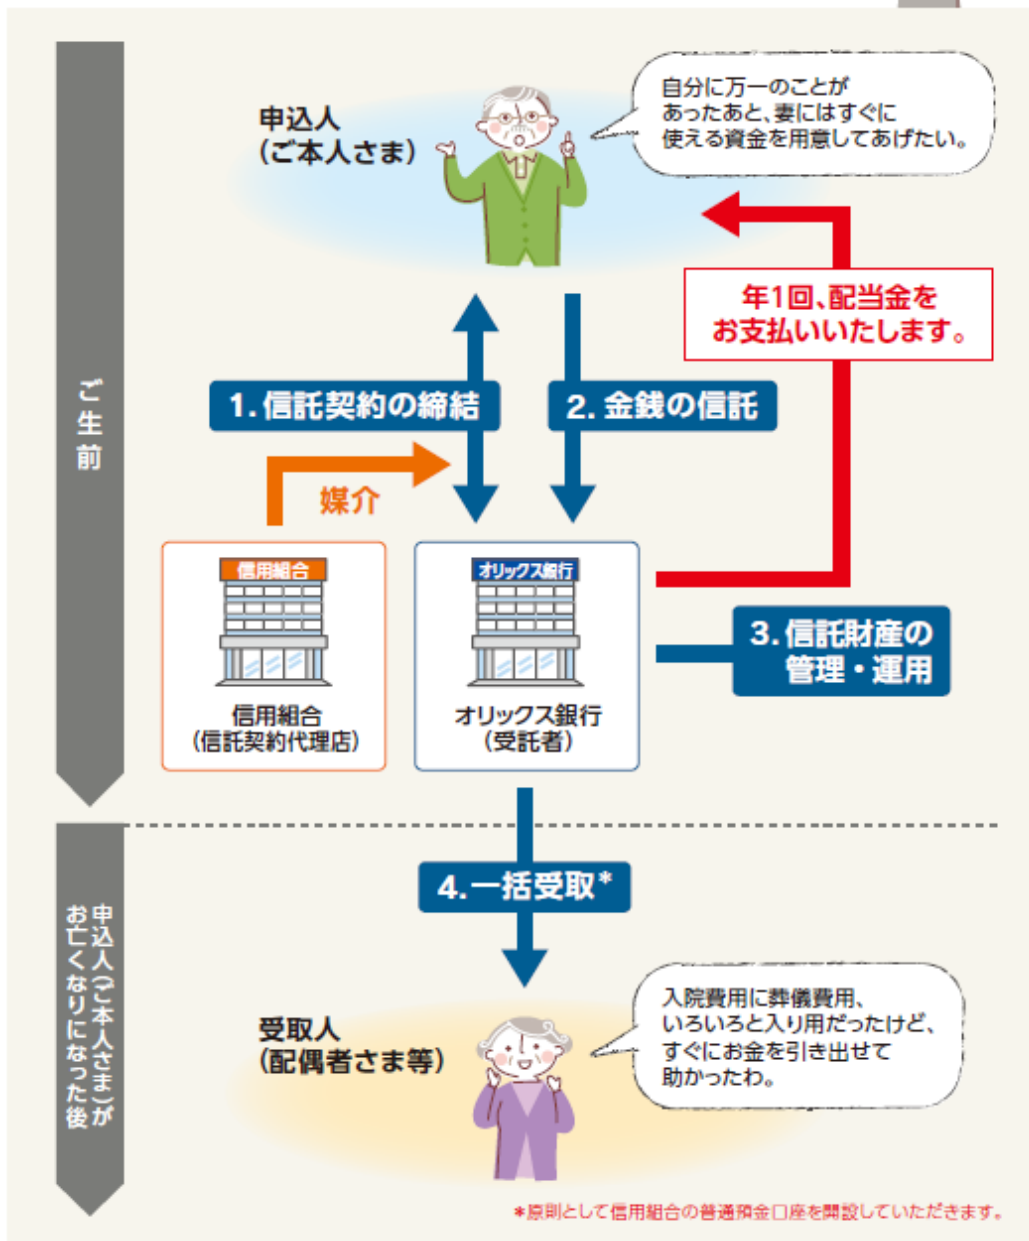 ご生前
申込人
(ご本人さま)
自分に万一のことが
あったあと、妻にはすぐに
使える資金を用意してあげたい。
年1回、配当金を
お支払いいたします。
1.信託契約の締結
2.金銭の信託
媒介
信用組合
信用組合
(信託契約代理店)
オリックス銀行
オリックス銀行
(受託者)
3.信託財産の
管理・運用
申込人(ご本人さま)が
お亡くなりになった後
4.一括受取*
受取人
(配偶者さま等)
入院費用に葬儀費用、
いろいろと入り用だったけど、
すぐにお金を引き出せて
助かったわ。
*原則として信用組合の普通預金口座を開設していただきます。